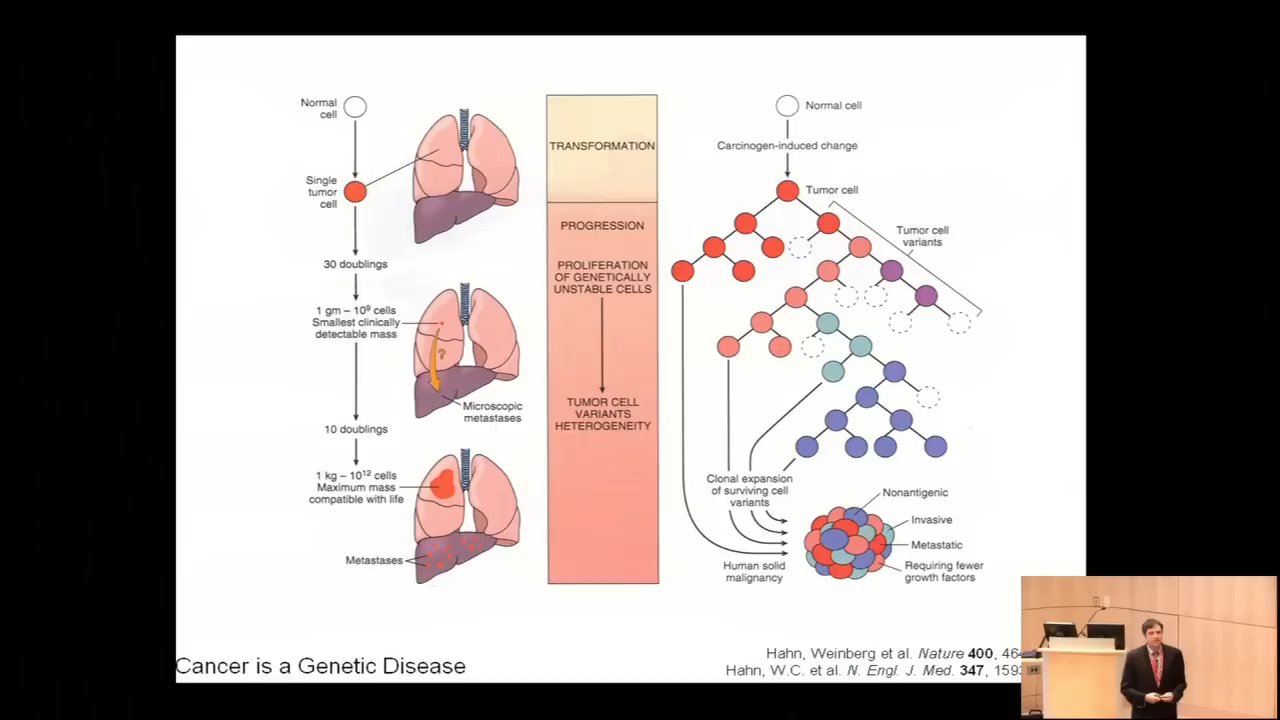 Normal
cell
Single
tumor
cell
30 doublings
1 gm – 10⁹ cells
Smallest clinically
detectable mass
?
Microscopic
metastases
10 doublings
1 kg – 10¹² cells
Maximum mass
compatible with life
Metastases
TRANSFORMATION
PROGRESSION
PROLIFERATION
OF GENETICALLY
UNSTABLE CELLS
TUMOR CELL
VARIANTS
HETEROGENEITY
Normal cell
Carcinogen-induced change
Tumor cell
Tumor cell
variants
Clonal expansion
of surviving cell
variants
Nonantigenic
Invasive
Metastatic
Requiring fewer
growth factors
Human solid
malignancy
Cancer is a Genetic Disease
Hahn, Weinberg et al. Nature 400,
Hahn, W.C. et al. N. Engl. J. Med. 347,